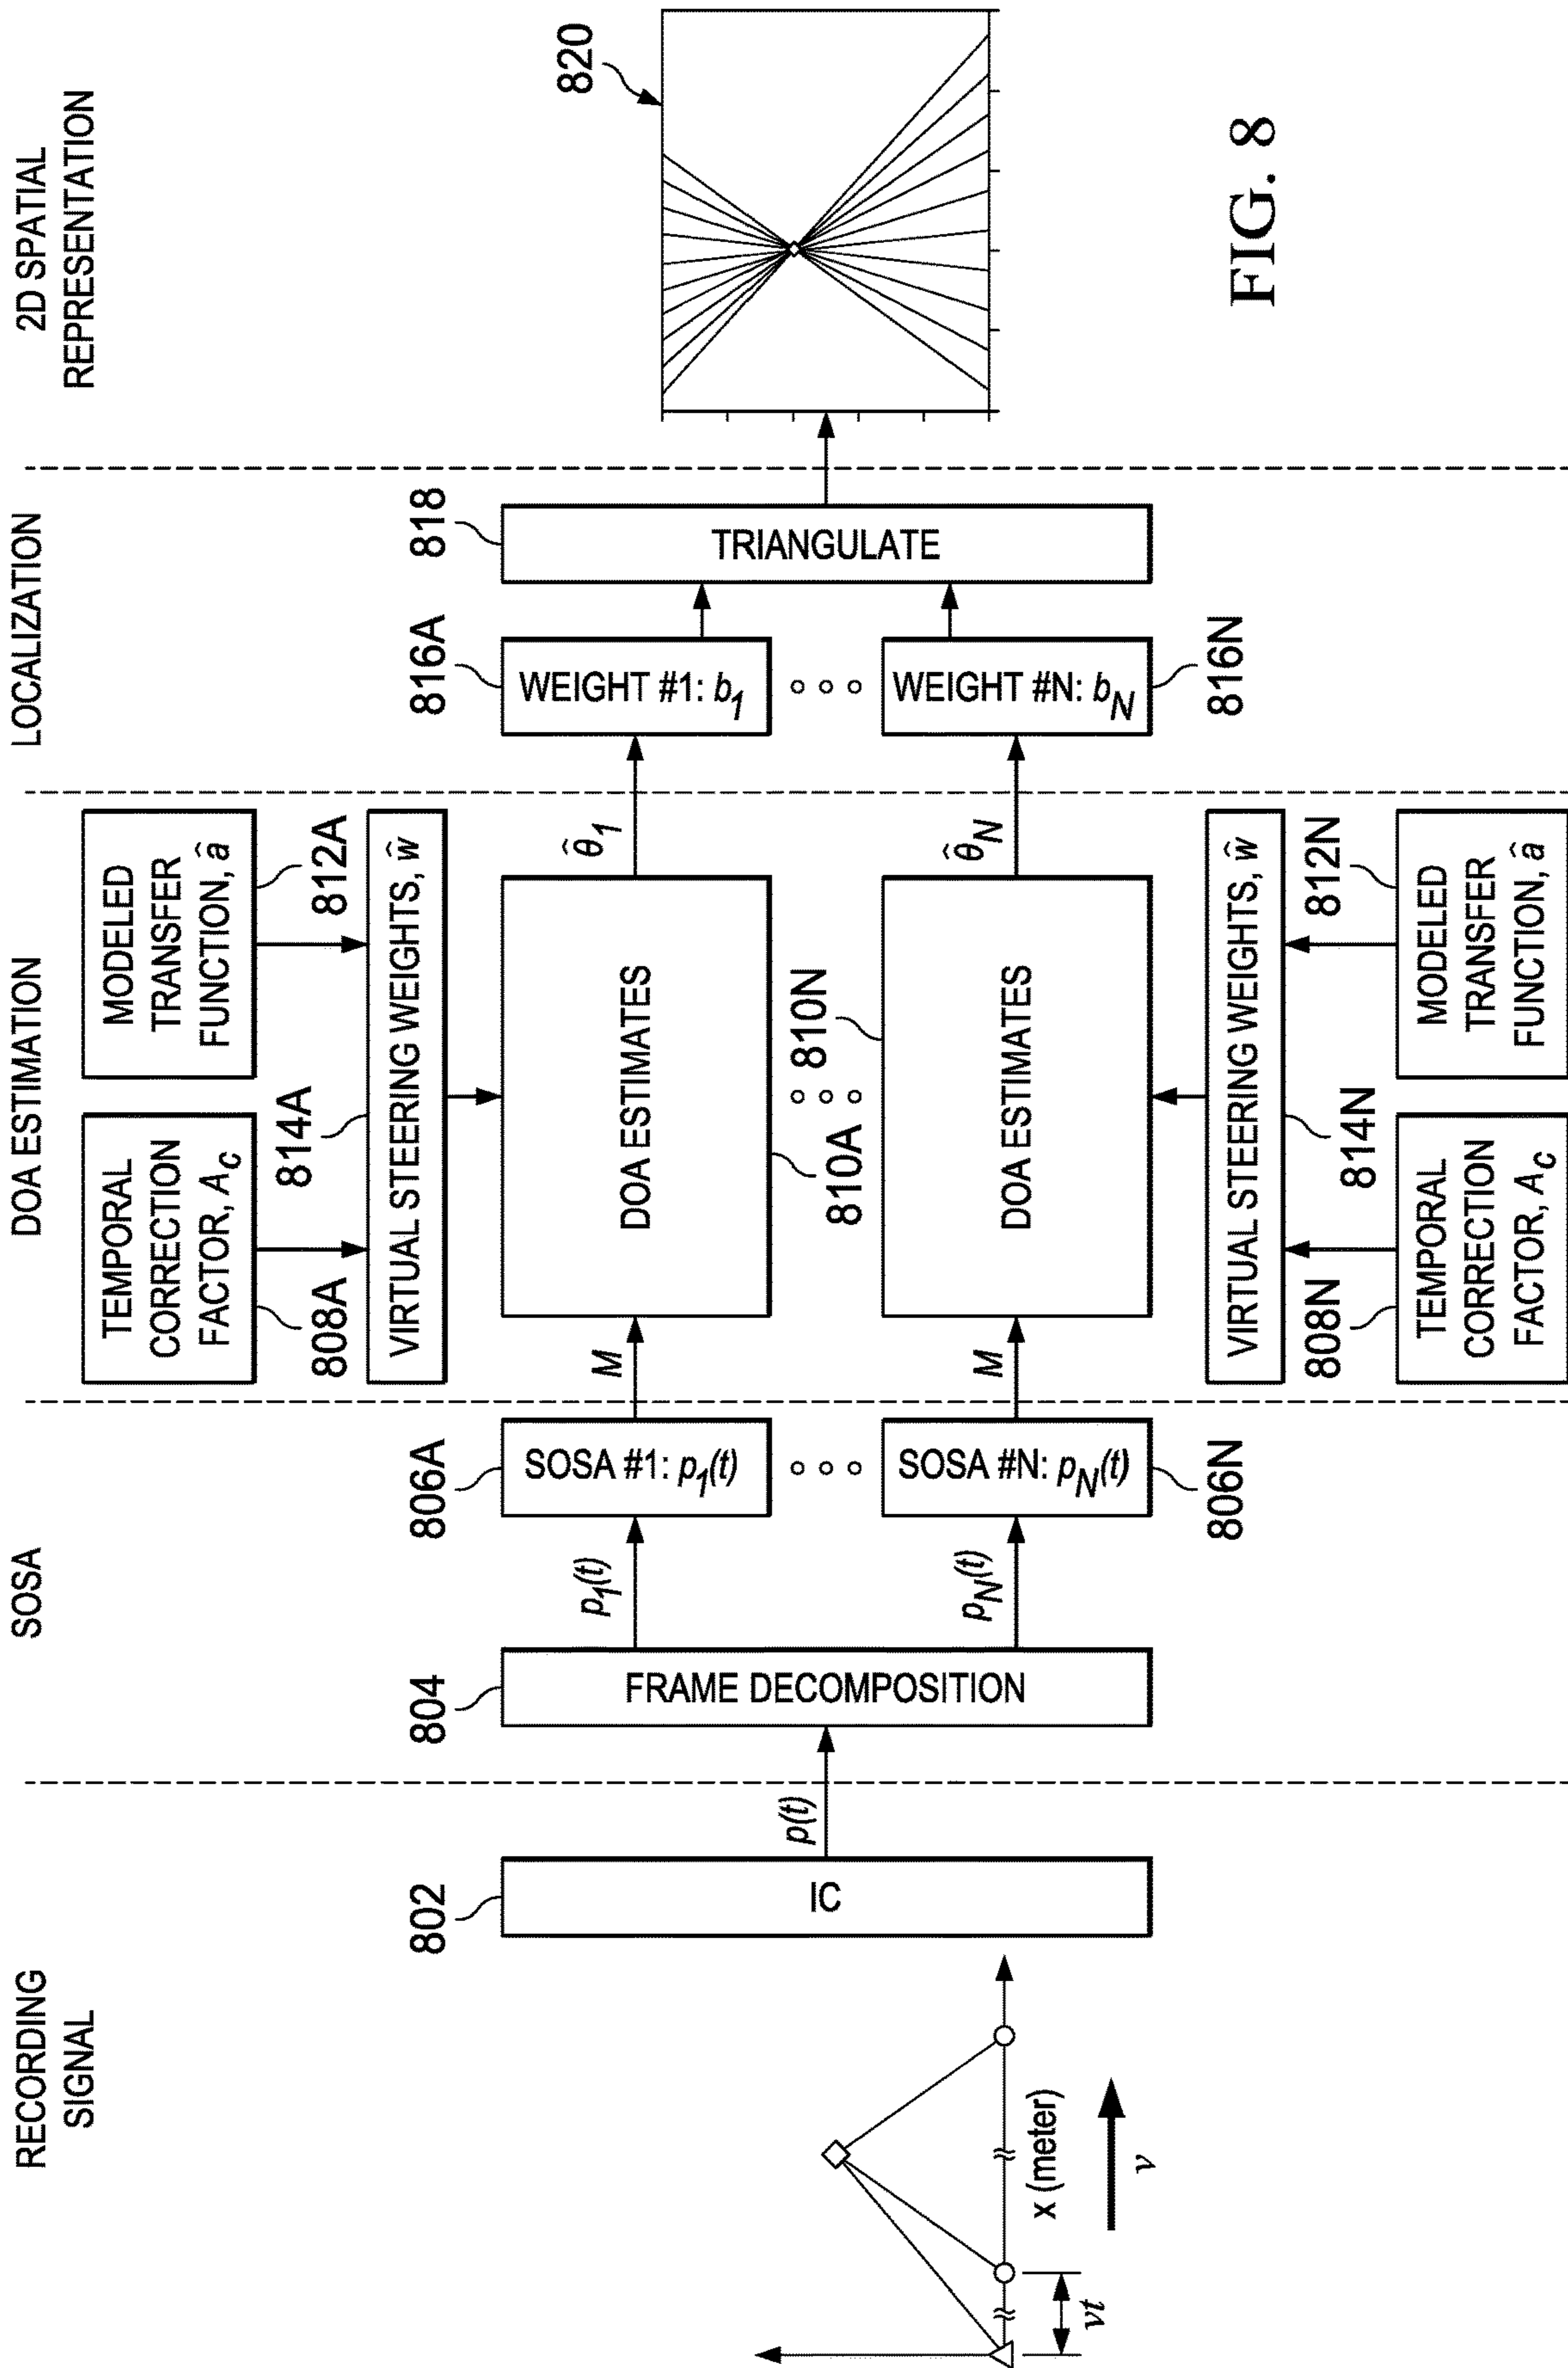 RECORDING
SIGNAL
SOSA
DOA ESTIMATION
LOCALIZATION
2D SPATIAL
REPRESENTATION
vt
x (meter)
v
802
IC
p(t)
804
FRAME DECOMPOSITION
p1(t)
pN(t)
806A
SOSA #1: p1(t)
SOSA #N: pN(t)
806N
M
M
TEMPORAL
CORRECTION
FACTOR, Ac
808A
MODELED
TRANSFER
FUNCTION, â
812A
814A
VIRTUAL STEERING WEIGHTS, ŵ
DOA ESTIMATES
810A
810N
DOA ESTIMATES
VIRTUAL STEERING WEIGHTS, ŵ
814N
808N
TEMPORAL
CORRECTION
FACTOR, Ac
812N
MODELED
TRANSFER
FUNCTION, â
θ̂1
θ̂N
816A
WEIGHT #1: b1
WEIGHT #N: bN
816N
818
TRIANGULATE
820
FIG. 8